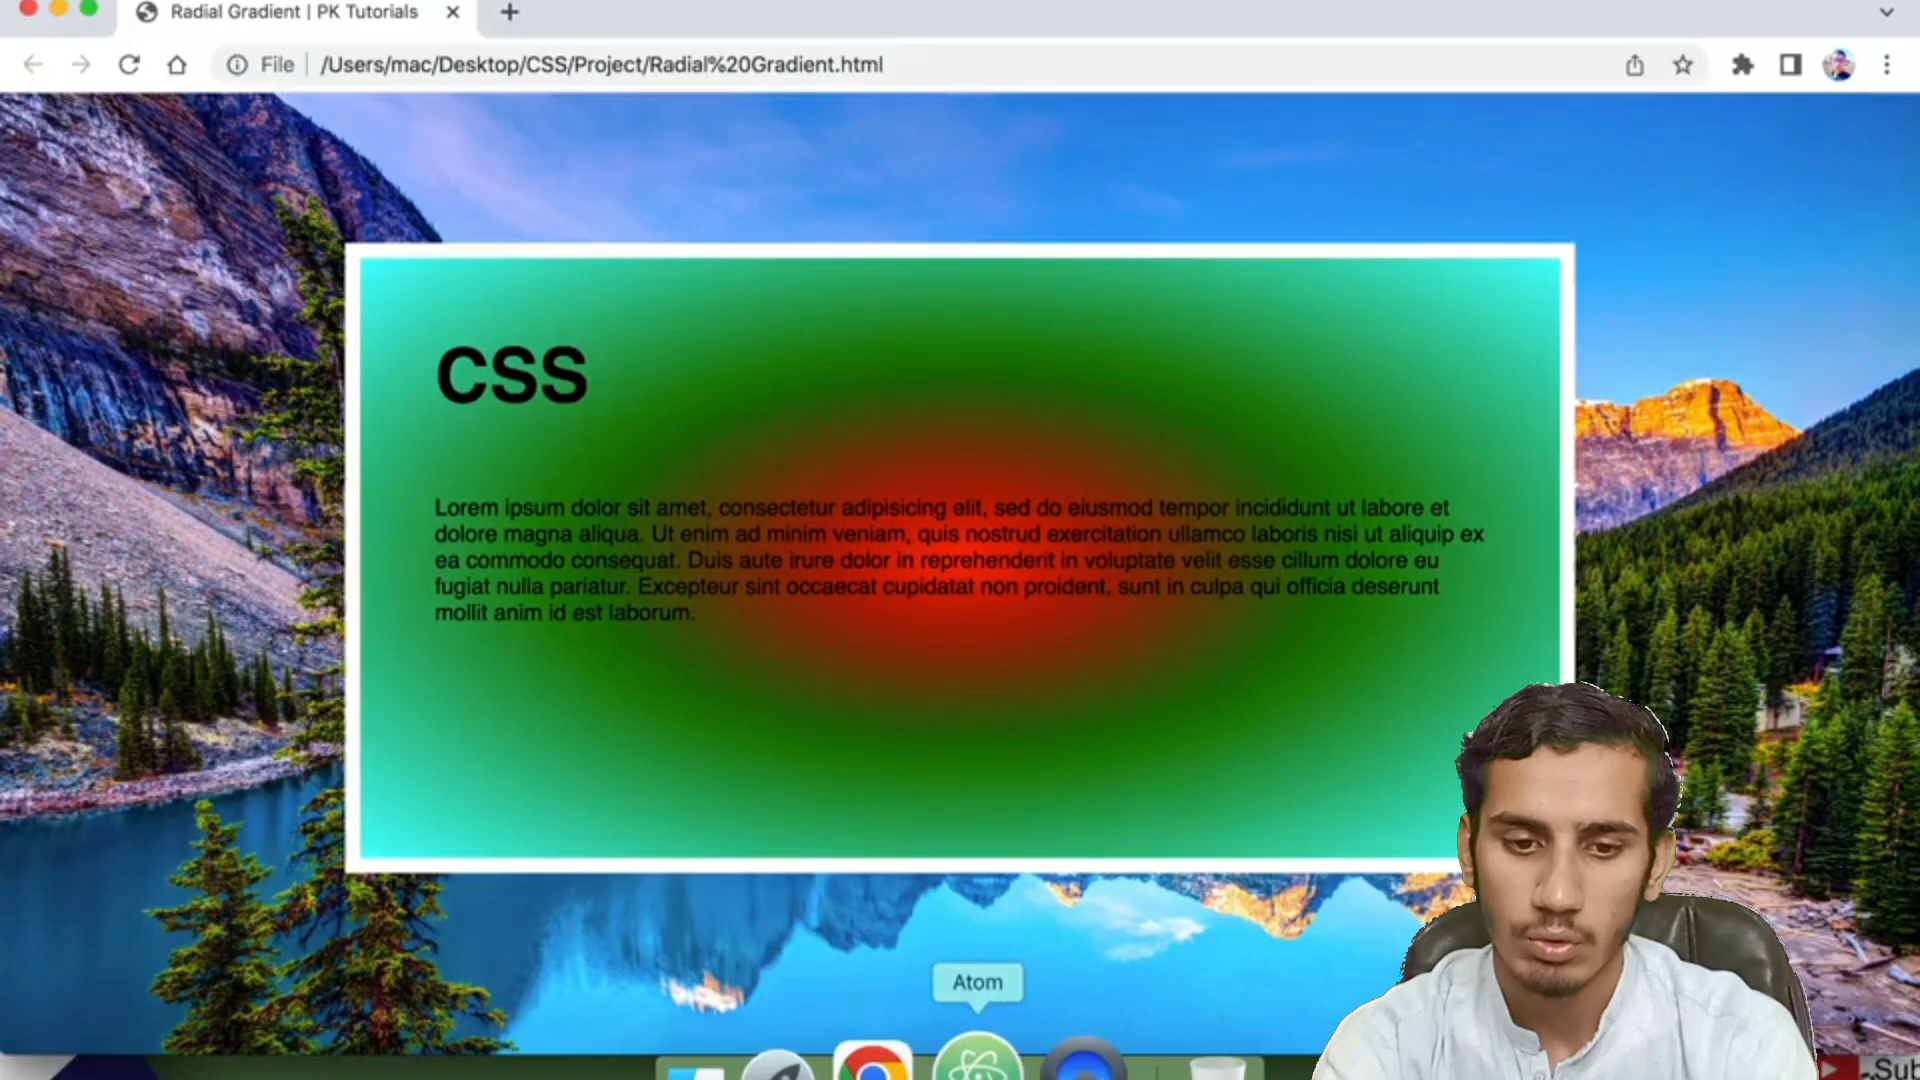 Radial Gradient | PK Tutorials
File | /Users/mac/Desktop/CSS/Project/Radial%20Gradient.html
CSS
Lorem ipsum dolor sit amet, consectetur adipisicing elit, sed do eiusmod tempor incididunt ut labore et
dolore magna aliqua. Ut enim ad minim veniam, quis nostrud exercitation ullamco laboris nisi ut aliquip ex
ea commodo consequat. Duis aute irure dolor in reprehenderit in voluptate velit esse cillum dolore eu
fugiat nulla pariatur. Excepteur sint occaecat cupidatat non proident, sunt in culpa qui officia deserunt
mollit anim id est laborum.
Atom
Sub